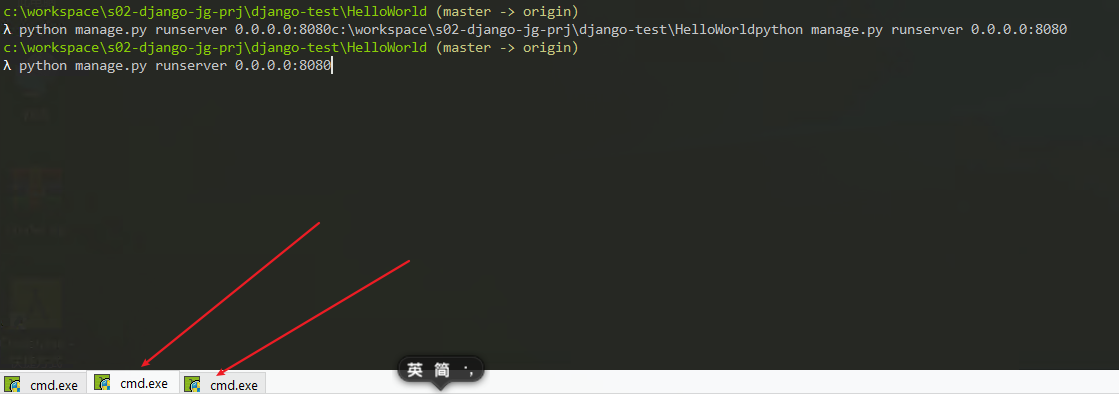 c:\workspace\s02-django-jg-prj\django-test\HelloWorld (master -> origin)
λ python manage.py runserver 0.0.0.0:8080c:\workspace\s02-django-jg-prj\django-test\HelloWorldpython manage.py runserver 0.0.0.0:8080
c:\workspace\s02-django-jg-prj\django-test\HelloWorld (master -> origin)
λ python manage.py runserver 0.0.0.0:8080
英 简 ·,
cmd.exe cmd.exe cmd.exe